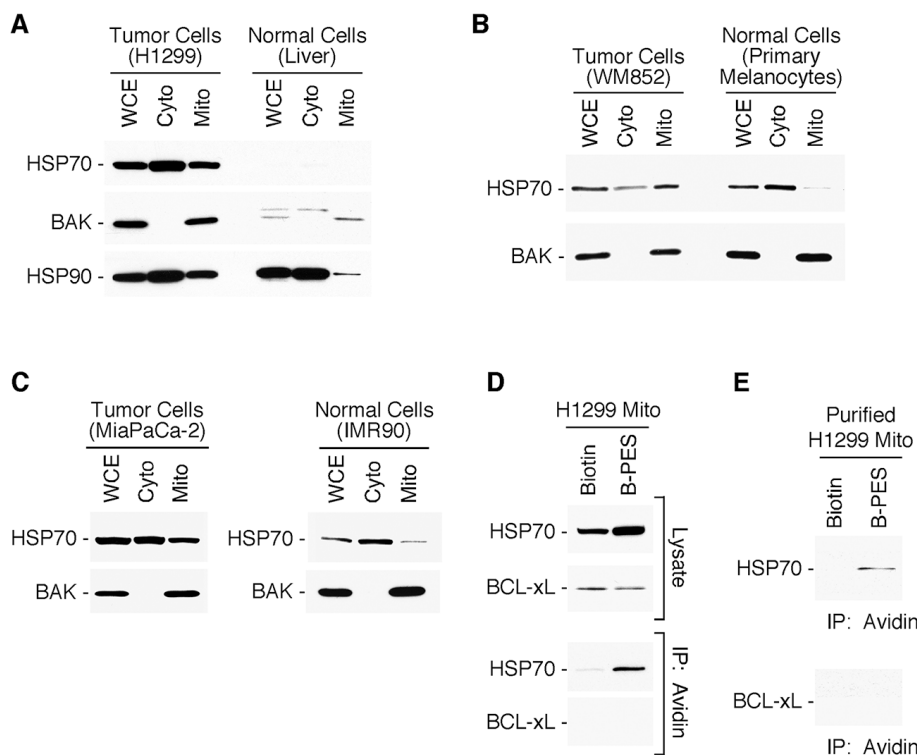 A
Tumor Cells
(H1299)
Normal Cells
(Liver)
WCE
Cyto
Mito
WCE
Cyto
Mito
HSP70 -
BAK -
HSP90 -
B
Tumor Cells
(WM852)
Normal Cells
(Primary
Melanocytes)
WCE
Cyto
Mito
WCE
Cyto
Mito
HSP70 -
BAK -
C
Tumor Cells
(MiaPaCa-2)
Normal Cells
(IMR90)
WCE
Cyto
Mito
WCE
Cyto
Mito
HSP70 -
BAK -
HSP70 -
BAK -
D
H1299 Mito
Biotin
B-PES
HSP70 -
BCL-xL -
Lysate
HSP70 -
BCL-xL -
IP: Avidin
E
Purified
H1299 Mito
Biotin
B-PES
HSP70 -
IP: Avidin
BCL-xL -
IP: Avidin